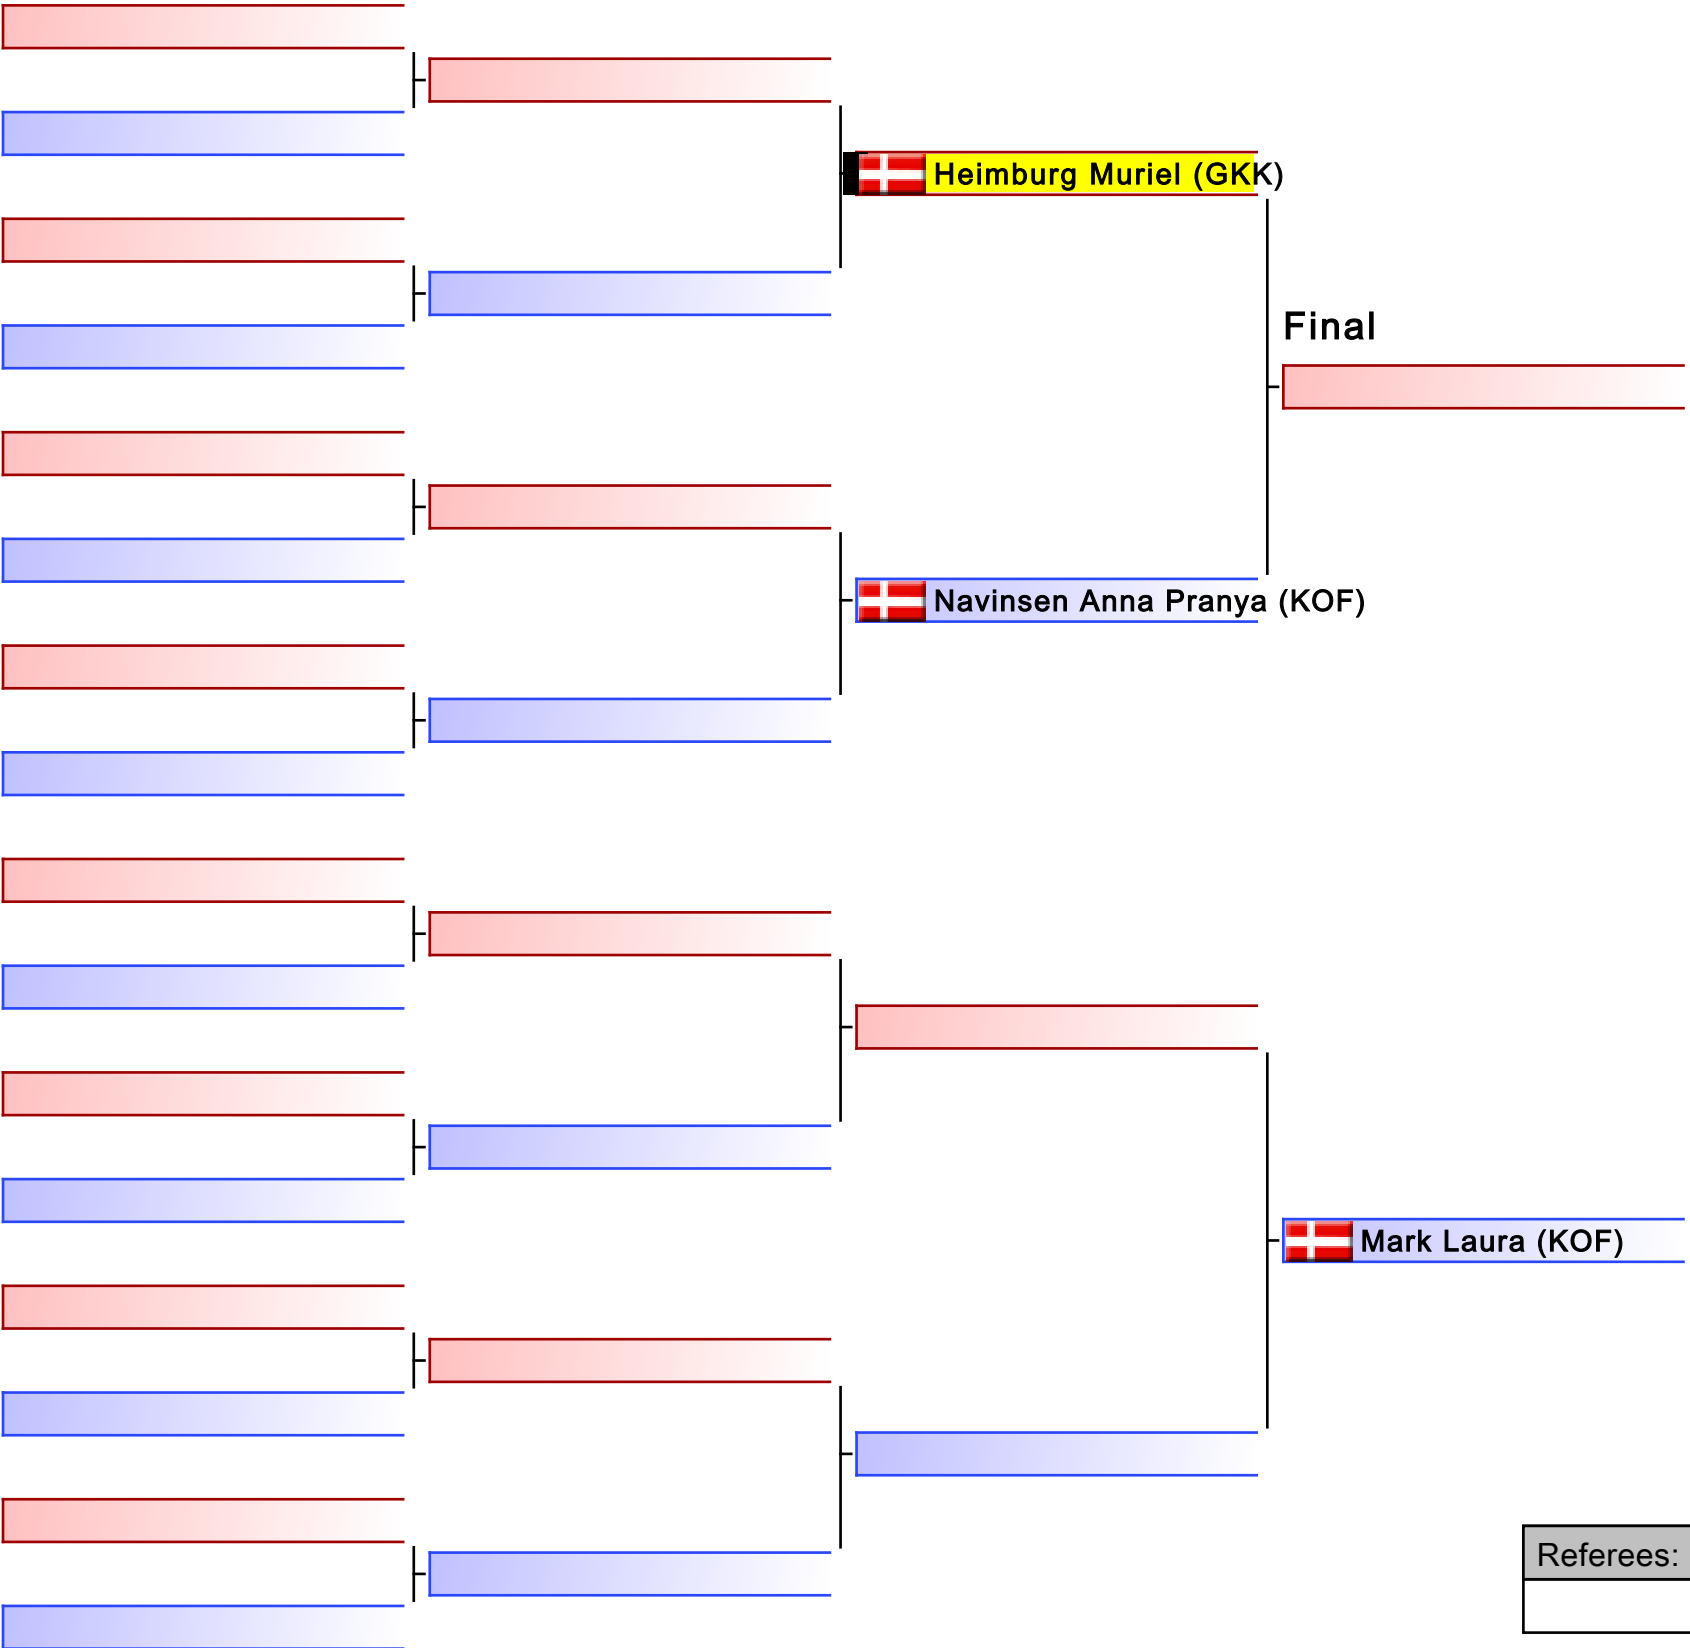 Heimburg Muriel (GKK)
Final
Navinsen Anna Pranya (KOF)
Mark Laura (KOF)
Referees: